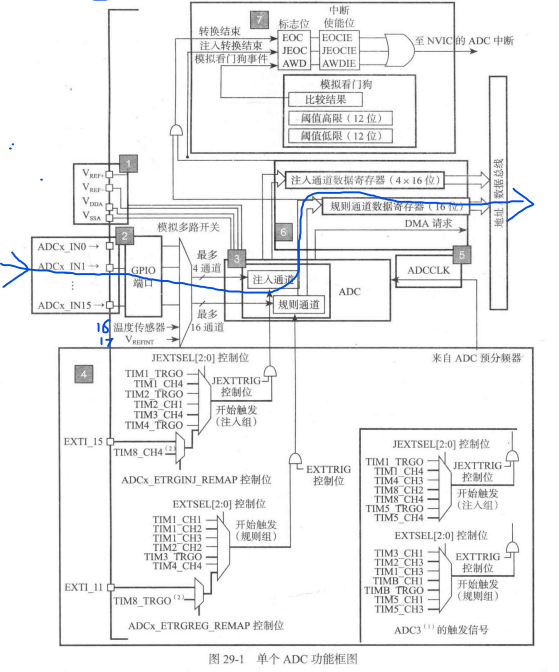 7
转换结束
注入转换结束
模拟看门狗事件
标志位
中断
使能位
EOC
EOCIE
JEOC
JEOCIE
AWD
AWDIE
至 NVIC 的 ADC 中断
模拟看门狗
比较结果
阈值高限（12 位）
阈值低限（12 位）
1
VREF+
VREF-
VDDA
VSSA
注入通道数据寄存器（4×16 位）
规则通道数据寄存器（16 位）
6
DMA 请求
地址/数据总线
2
模拟多路开关
ADCx_IN0→
ADCx_IN1→
⋮
ADCx_IN15→
GPIO
端口
最多
4 通道
3
注入通道
规则通道
ADC
最多
16 通道
5
ADCCLK
16
温度传感器
17
VREFINT
来自 ADC 预分频器
4
JEXTSEL[2:0] 控制位
TIM1_TRGO
TIM1_CH4
TIM2_TRGO
TIM2_CH1
TIM3_CH4
TIM4_TRGO
JEXTTRIG
控制位
开始触发
（注入组）
EXTI_15
TIM8_CH4(2)
ADCx_ETRGINJ_REMAP 控制位
EXTTRIG
控制位
EXTSEL[2:0] 控制位
TIM1_CH1
TIM1_CH2
TIM1_CH3
TIM2_CH2
TIM3_TRGO
TIM4_CH4
开始触发
（规则组）
EXTI_11
TIM8_TRGO(2)
ADCx_ETRGREG_REMAP 控制位
JEXTSEL[2:0] 控制位
TIM1_TRGO
TIM1_CH4
TIM4_CH3
TIM8_CH2
TIM8_CH4
TIM5_TRGO
TIM5_CH4
JEXTTRIG
控制位
开始触发
（注入组）
EXTSEL[2:0] 控制位
TIM3_CH1
TIM2_CH3
TIM1_CH3
TIMB_CH1
TIMB_TRGO
TIM5_CH1
TIM5_CH3
EXTTRIG
控制位
开始触发
（规则组）
ADC3(1) 的触发信号
图 29-1 单个 ADC 功能框图